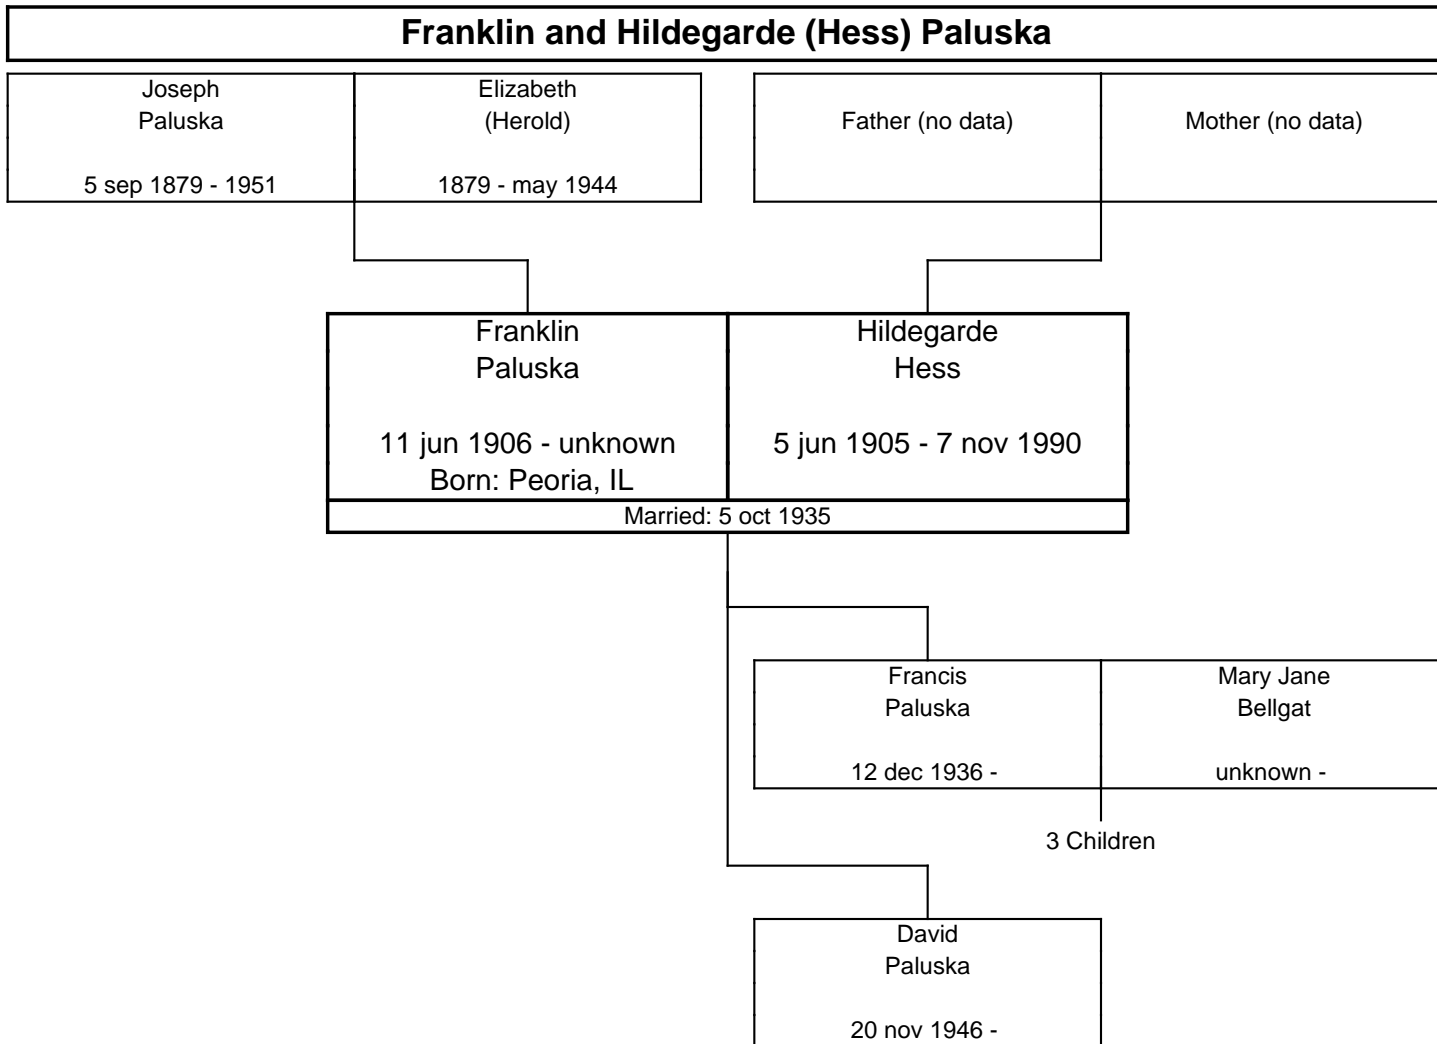 Franklin and Hildegarde (Hess) Paluska
Joseph
Paluska
5 sep 1879 - 1951
Elizabeth
(Herold)
1879 - may 1944
Father (no data)
Mother (no data)
Franklin
Paluska
11 jun 1906 - unknown
Born: Peoria, IL
Hildegarde
Hess
5 jun 1905 - 7 nov 1990
Married: 5 oct 1935
Francis
Paluska
12 dec 1936 -
Mary Jane
Bellgat
unknown -
3 Children
David
Paluska
20 nov 1946 -